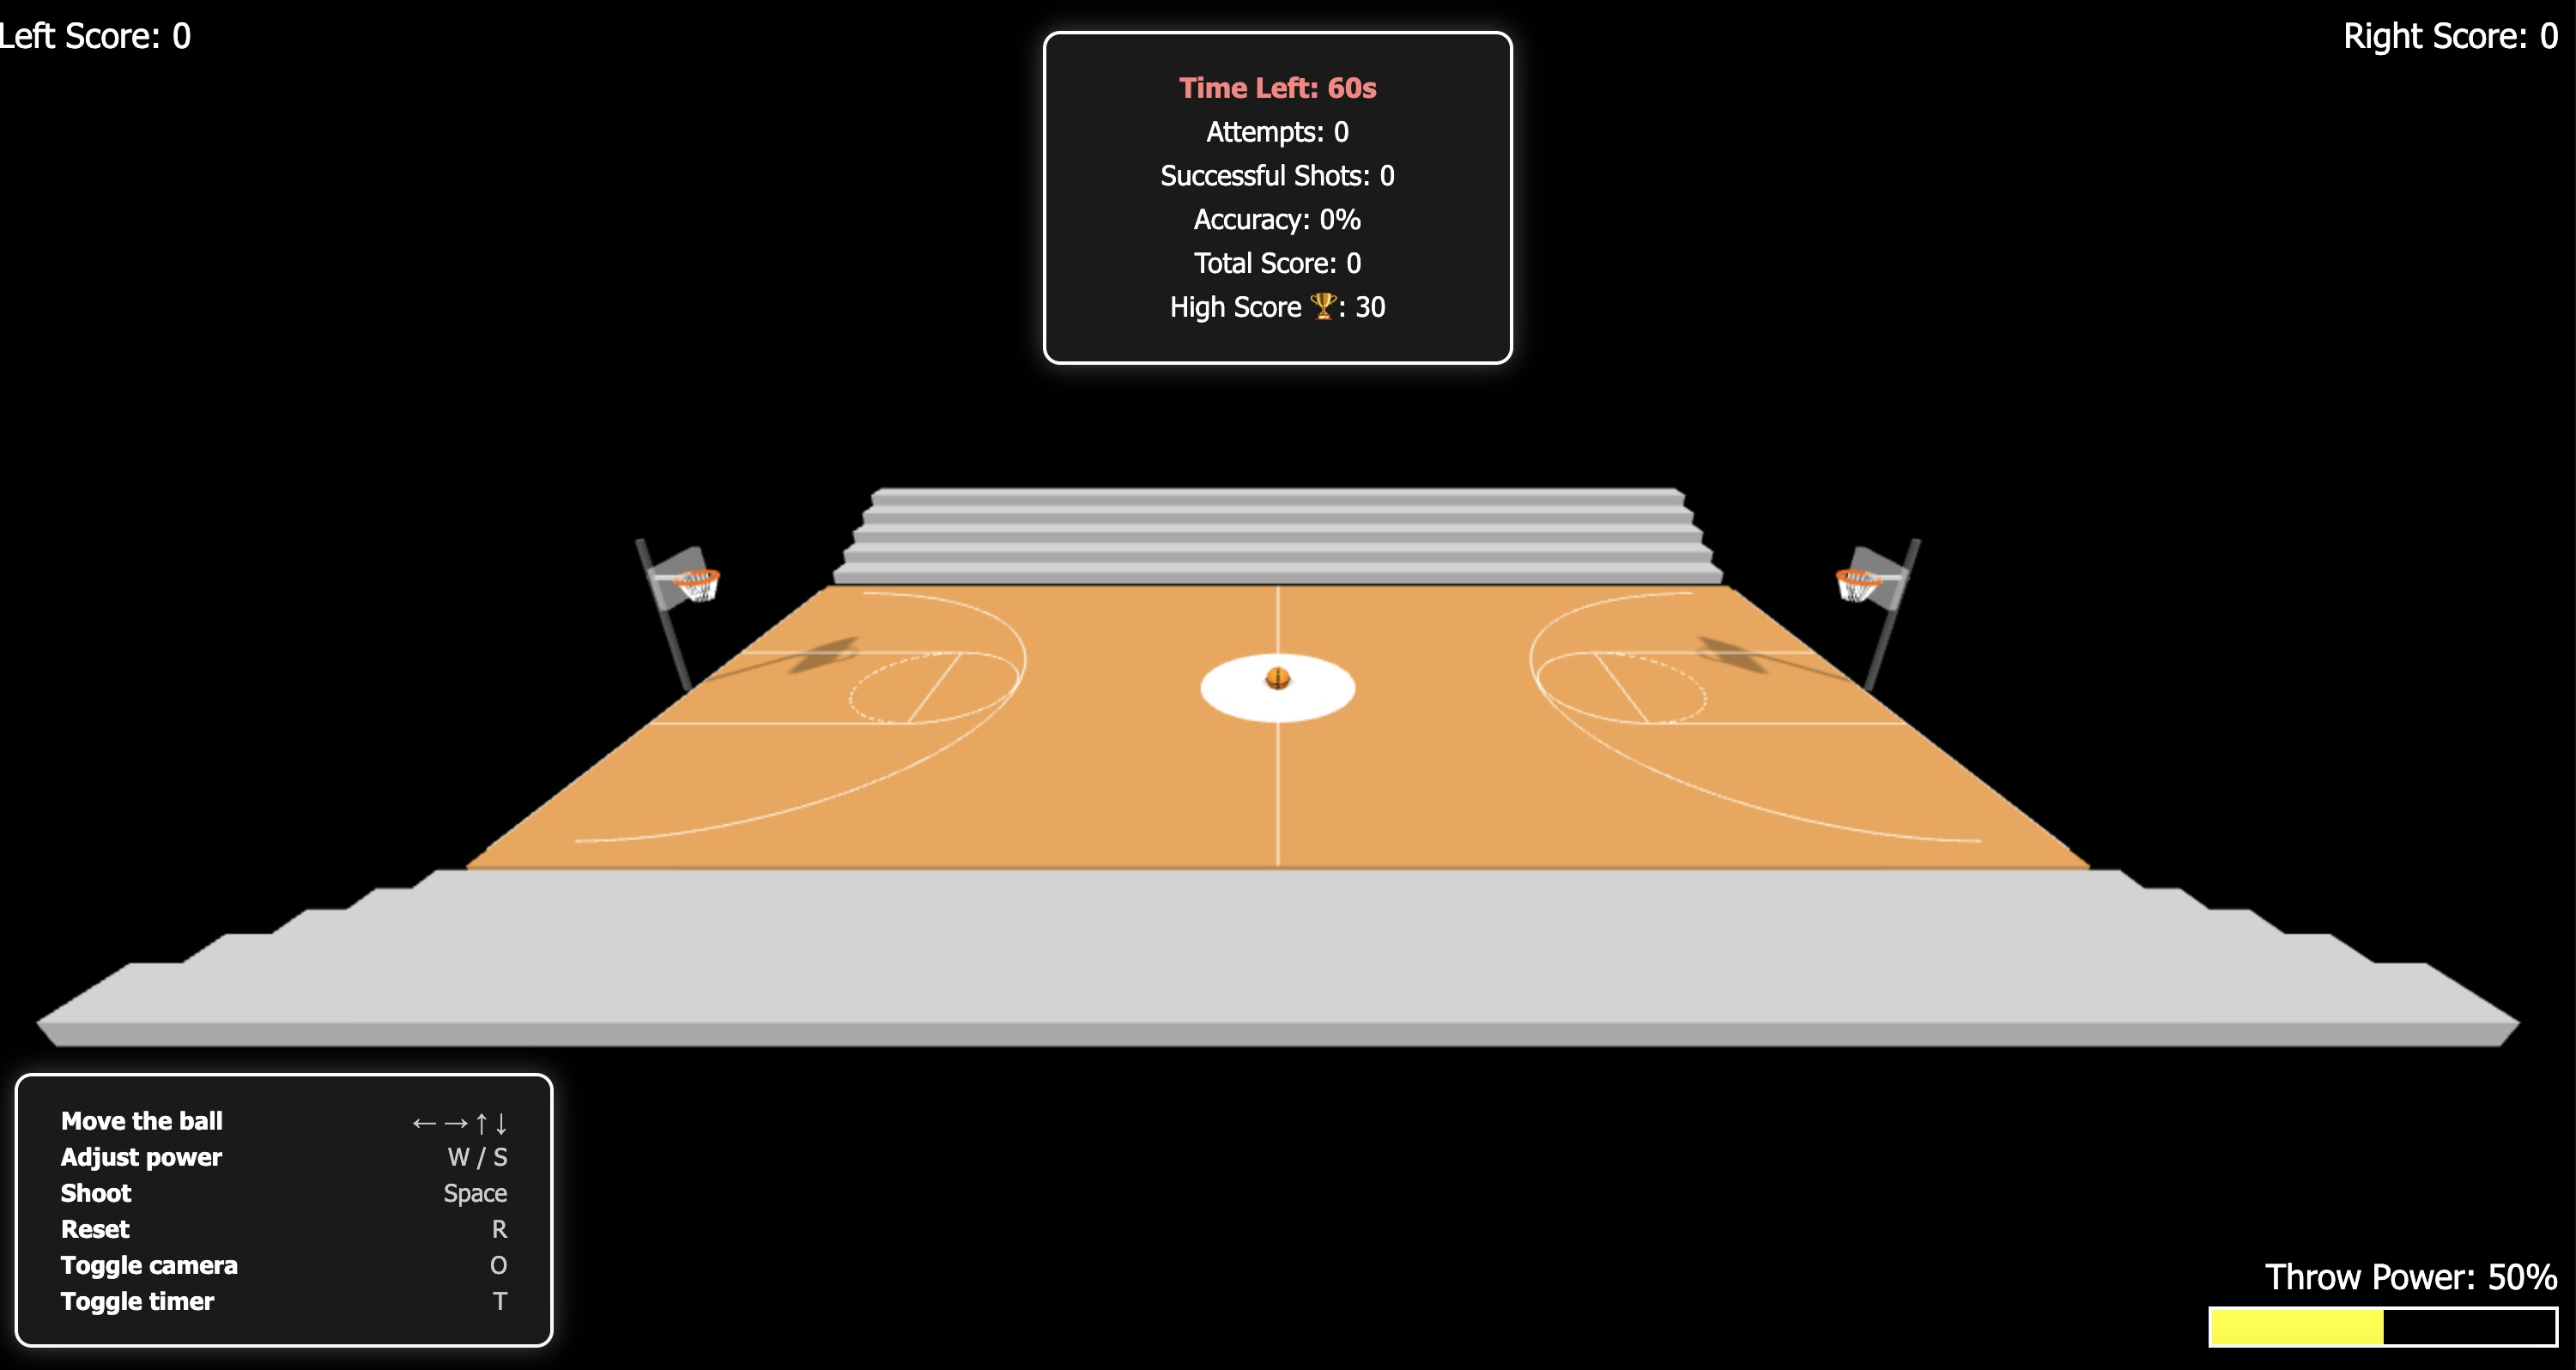 Left Score: 0
Right Score: 0
Time Left: 60s
Attempts: 0
Successful Shots: 0
Accuracy: 0%
Total Score: 0
High Score 🏆: 30
Move the ball ←→↑↓
Adjust power W / S
Shoot Space
Reset R
Toggle camera O
Toggle timer T
Throw Power: 50%